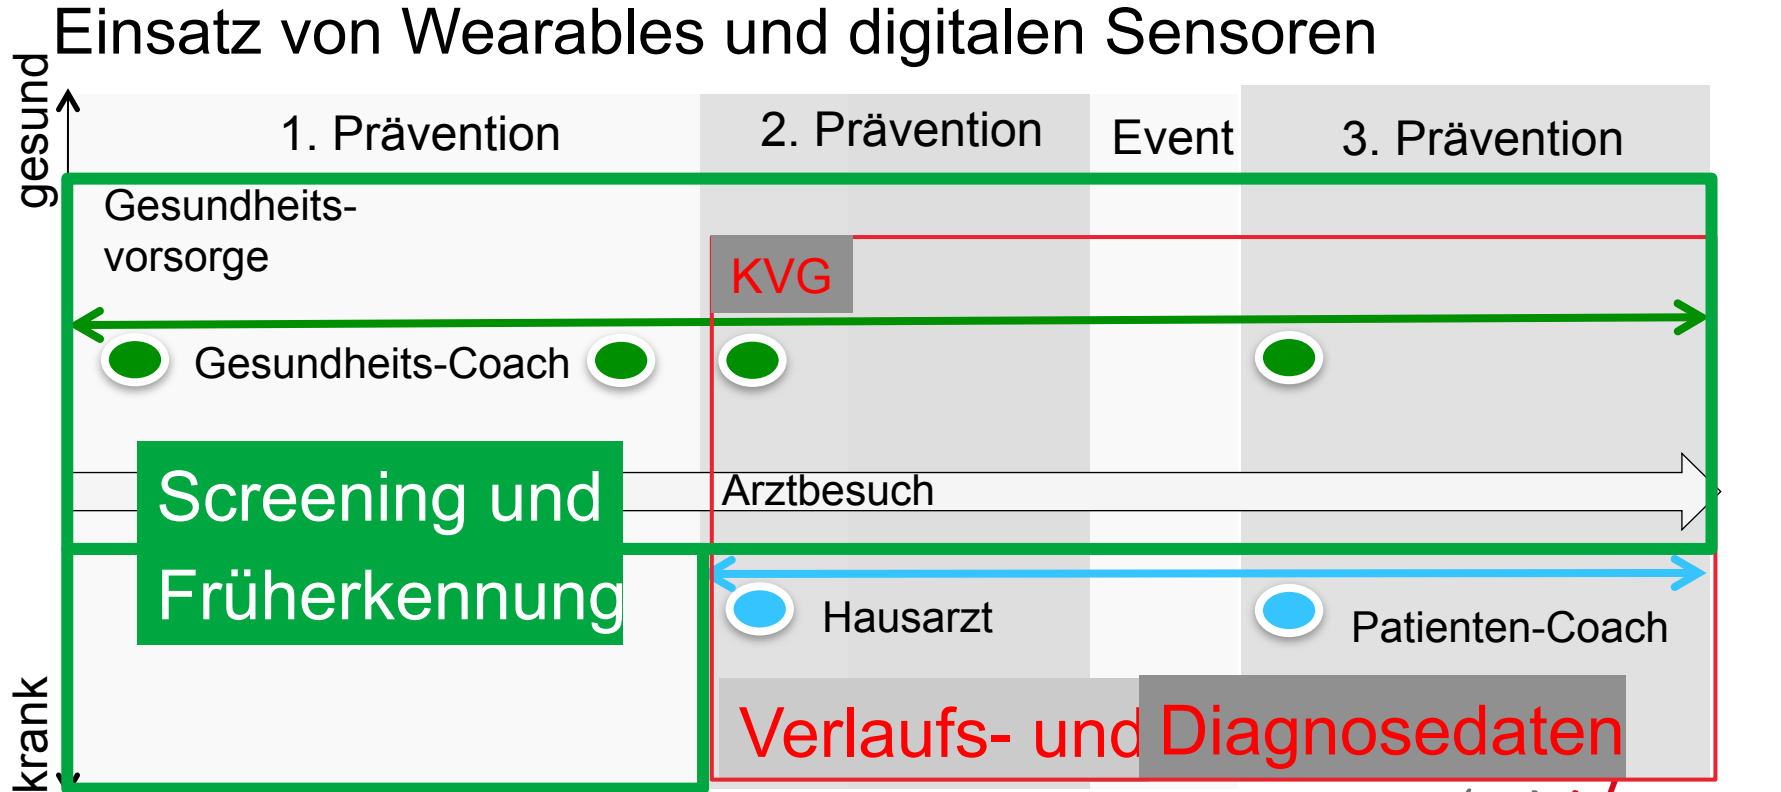 Einsatz von Wearables und digitalen Sensoren
gesund
1. Prävention
2. Prävention
Event
3. Prävention
Gesundheits-
vorsorge
KVG
Gesundheits-Coach
Screening und
Früherkennung
Arztbesuch
Hausarzt
Patienten-Coach
Verlaufs- und Diagnosedaten
krank